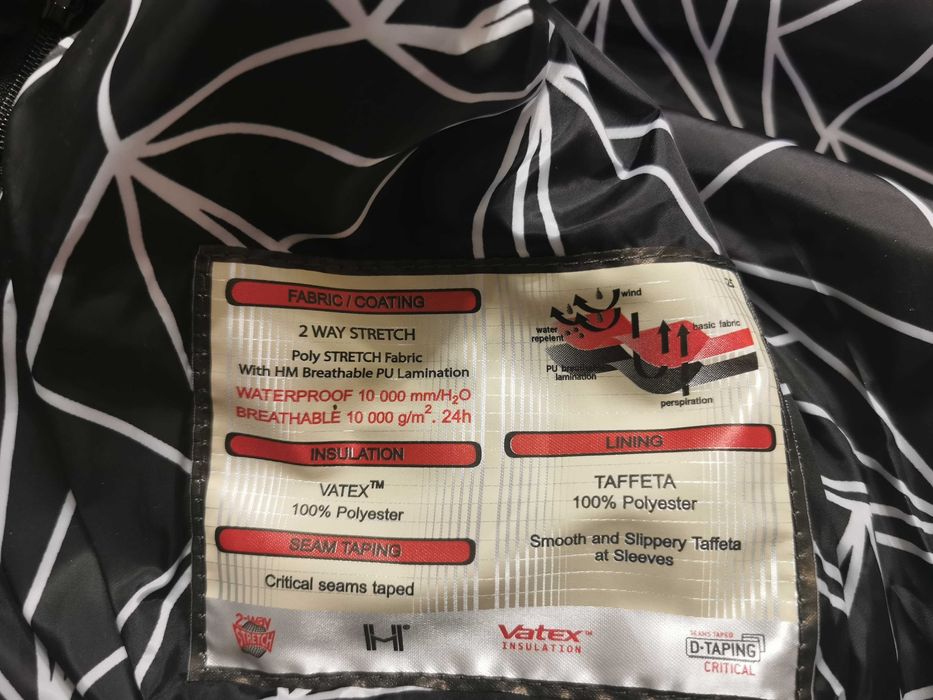 FABRIC / COATING
2 WAY STRETCH
Poly STRETCH Fabric
With HM Breathable PU Lamination
WATERPROOF 10 000 mm/H₂O
BREATHABLE 10 000 g/m². 24h
INSULATION
VATEX™
100% Polyester
SEAM TAPING
Critical seams taped
wind
water
repelent
basic fabric
PU breathable
lamination
perspiration
LINING
TAFFETA
100% Polyester
Smooth and Slippery Taffeta
at Sleeves
2-way
STRETCH
H°
Vatex™
INSULATION
SEAMS TAPED
D-TAPING
CRITICAL